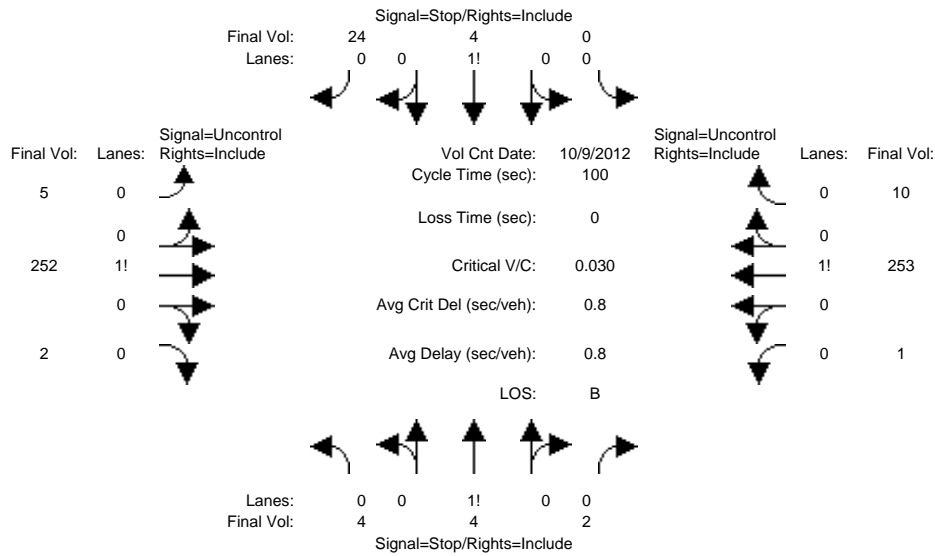 Signal=Stop/Rights=Include
Final Vol: 24 4 0
Lanes: 0 0 1! 0 0
Signal=Uncontrol
Final Vol: Lanes: Rights=Include
Vol Cnt Date: 10/9/2012
Signal=Uncontrol
Rights=Include Lanes: Final Vol:
Cycle Time (sec): 100
5 0
0 10
Loss Time (sec): 0
0
0
252 1!
Critical V/C: 0.030
1! 253
0
Avg Crit Del (sec/veh): 0.8
0
2 0
Avg Delay (sec/veh): 0.8
0 1
LOS: B
Lanes: 0 0 1! 0 0
Final Vol: 4 4 2
Signal=Stop/Rights=Include